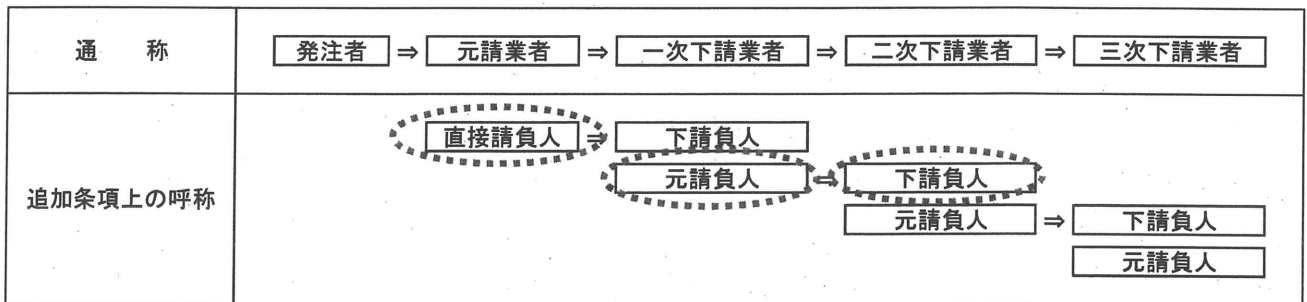 通　　称
発注者 ⇒ 元請業者 ⇒ 一次下請業者 ⇒ 二次下請業者 ⇒ 三次下請業者
追加条項上の呼称
直接請負人 ⇒ 下請負人
元請負人 ⇒ 下請負人
元請負人 ⇒ 下請負人
元請負人